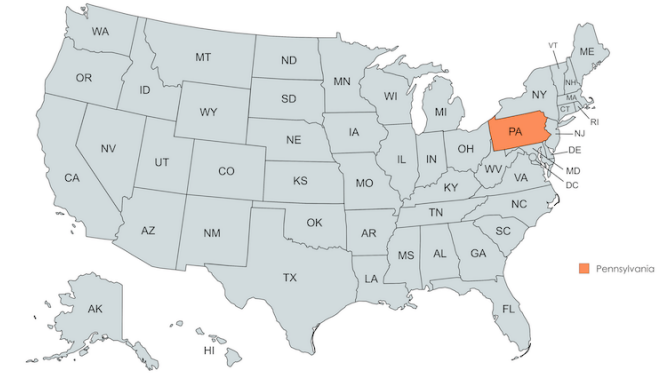 WA
MT
ND
MN
VT
ME
OR
ID
SD
WI
MI
NY
NH
MA
CT
RI
WY
IA
PA
NJ
NE
OH
DE
NV
UT
CO
IL
IN
WV
MD
VA
DC
CA
KS
MO
KY
NC
TN
OK
AR
SC
AZ
NM
MS
AL
GA
TX
LA
Pennsylvania
AK
FL
HI